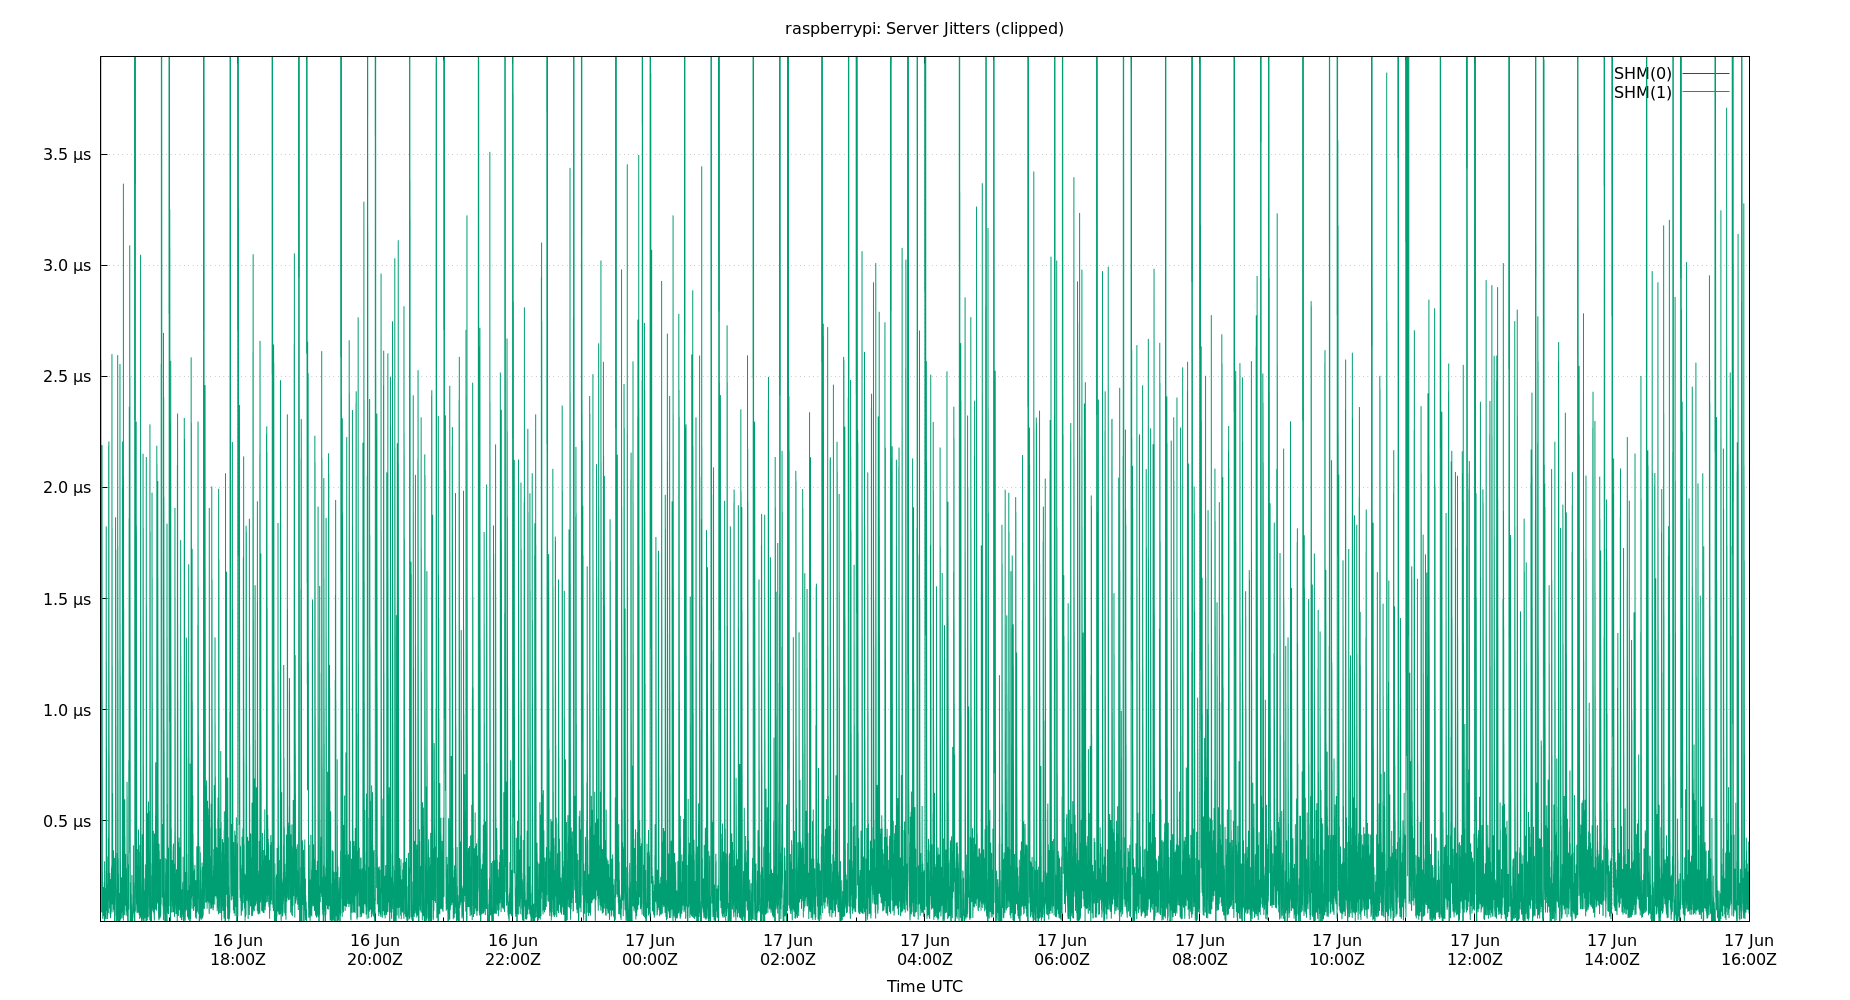 raspberrypi: Server Jitters (clipped)
SHM(0)
SHM(1)
3.5 µs
3.0 µs
2.5 µs
2.0 µs
1.5 µs
1.0 µs
0.5 µs
16 Jun 16 Jun 16 Jun 17 Jun 17 Jun 17 Jun 17 Jun 17 Jun 17 Jun 17 Jun 17 Jun 17 Jun
18:00Z 20:00Z 22:00Z 00:00Z 02:00Z 04:00Z 06:00Z 08:00Z 10:00Z 12:00Z 14:00Z 16:00Z
Time UTC